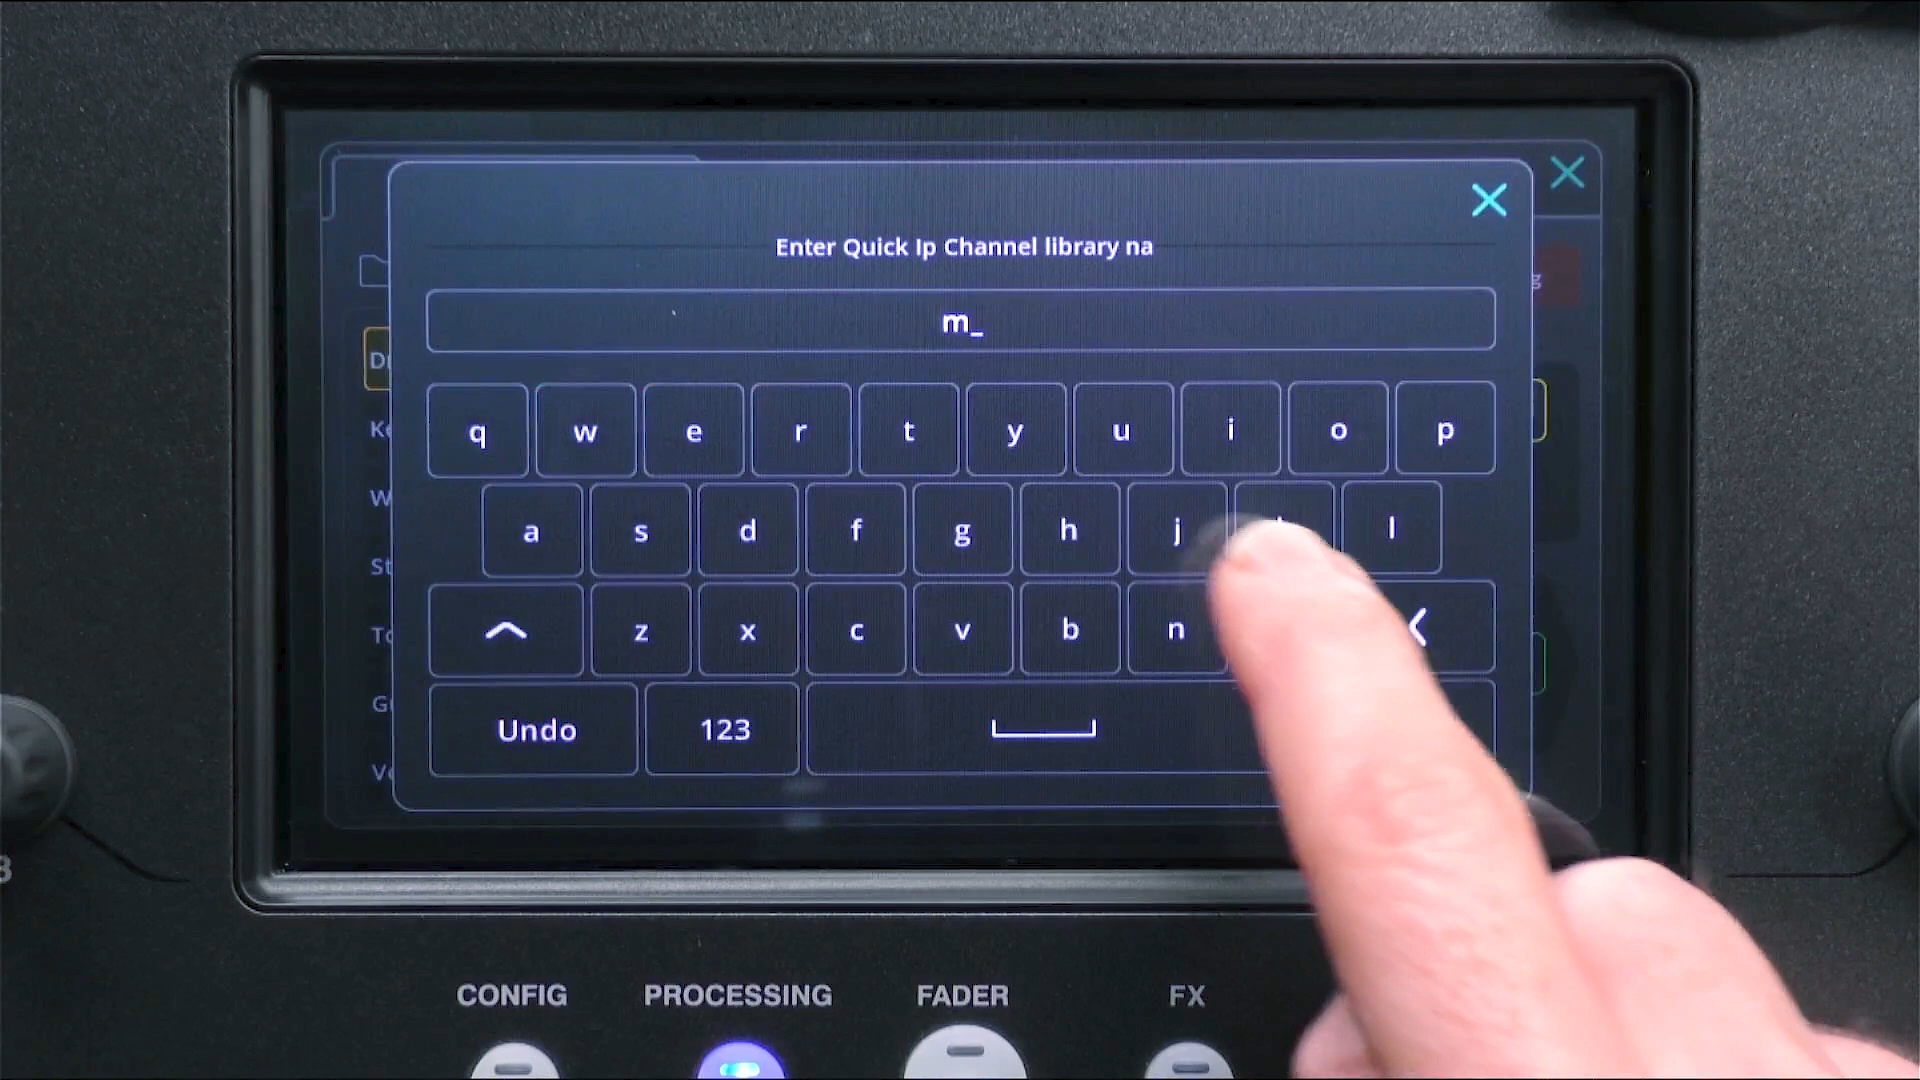 Enter Quick Ip Channel library na
m_
q w e r t y u i o p
a s d f g h j l
z x c v b n
Undo 123
CONFIG PROCESSING FADER FX